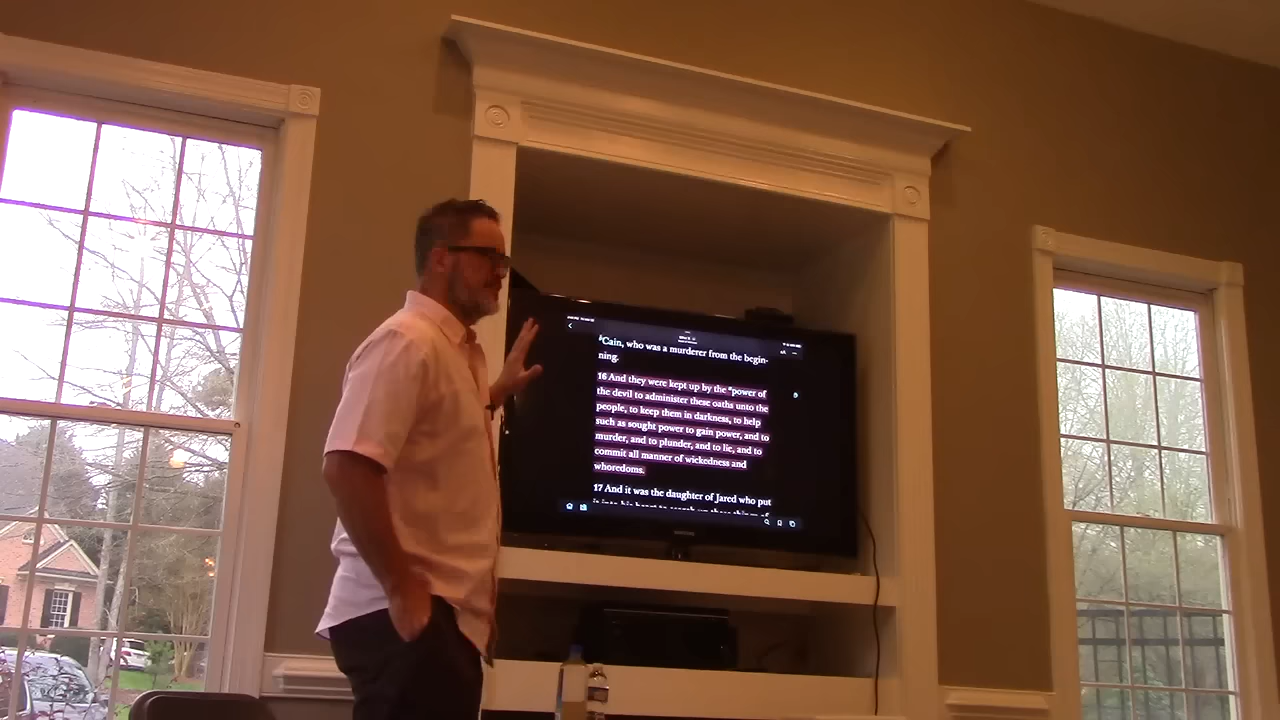 ᵇCain, who was a murderer from the begin-
ning.
16 And they were kept up by the ᵃpower of
the devil to administer these oaths unto the
people, to keep them in darkness, to help
such as sought power to gain power, and to
murder, and to plunder, and to lie, and to
commit all manner of wickedness and
whoredoms.
17 And it was the daughter of Jared who put